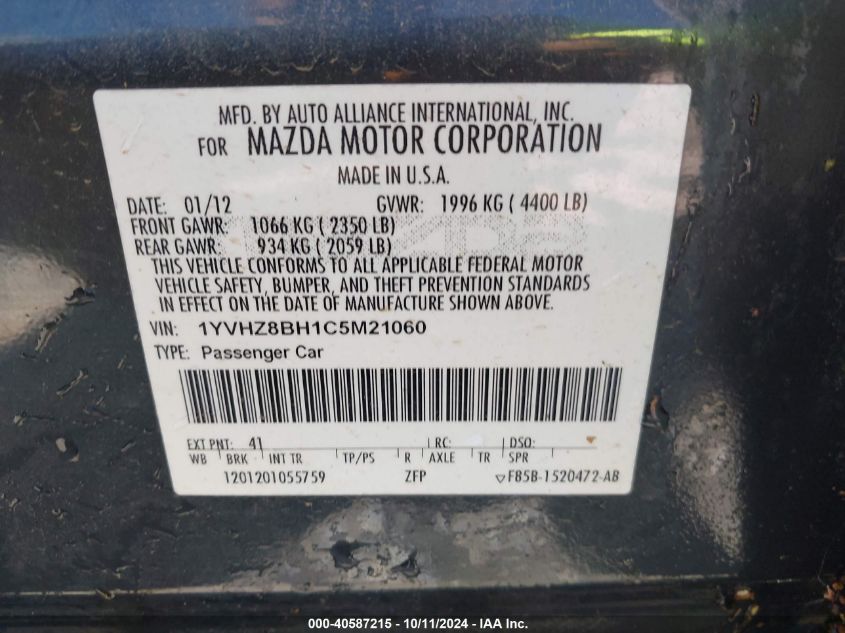 MFD. BY AUTO ALLIANCE INTERNATIONAL, INC.
FOR MAZDA MOTOR CORPORATION
MADE IN U.S.A.
DATE: 01/12 GVWR: 1996 KG ( 4400 LB)
FRONT GAWR: 1066 KG ( 2350 LB)
REAR GAWR: 934 KG ( 2059 LB)
THIS VEHICLE CONFORMS TO ALL APPLICABLE FEDERAL MOTOR
VEHICLE SAFETY, BUMPER, AND THEFT PREVENTION STANDARDS
IN EFFECT ON THE DATE OF MANUFACTURE SHOWN ABOVE.
VIN: 1YVHZ8BH1C5M21060
TYPE: Passenger Car
EXT PNT: 41 RC: DSO:
WB BRK INT TR TP/PS R AXLE TR SPR
1201201055759 ZFP F85B-1520472-AB
000-40587215 - 10/11/2024 - IAA Inc.